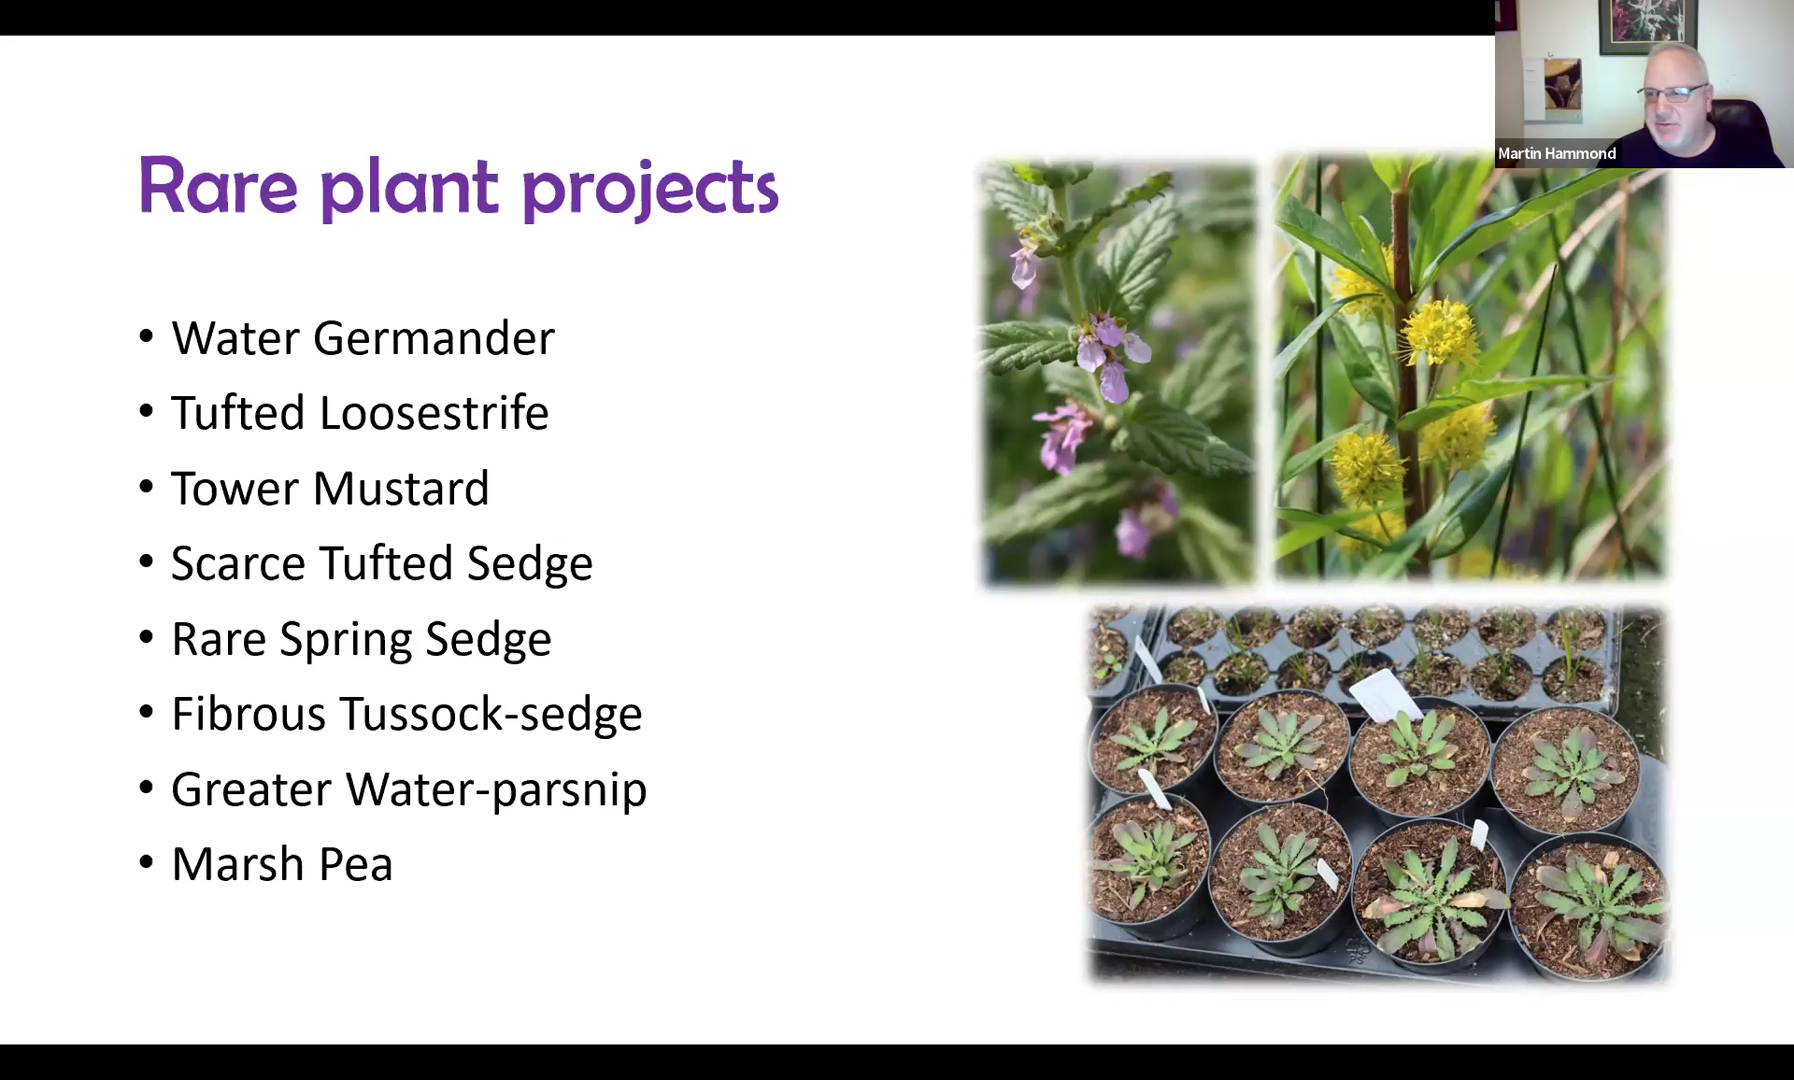 Rare plant projects
• Water Germander
• Tufted Loosestrife
• Tower Mustard
• Scarce Tufted Sedge
• Rare Spring Sedge
• Fibrous Tussock-sedge
• Greater Water-parsnip
• Marsh Pea
Martin Hammond